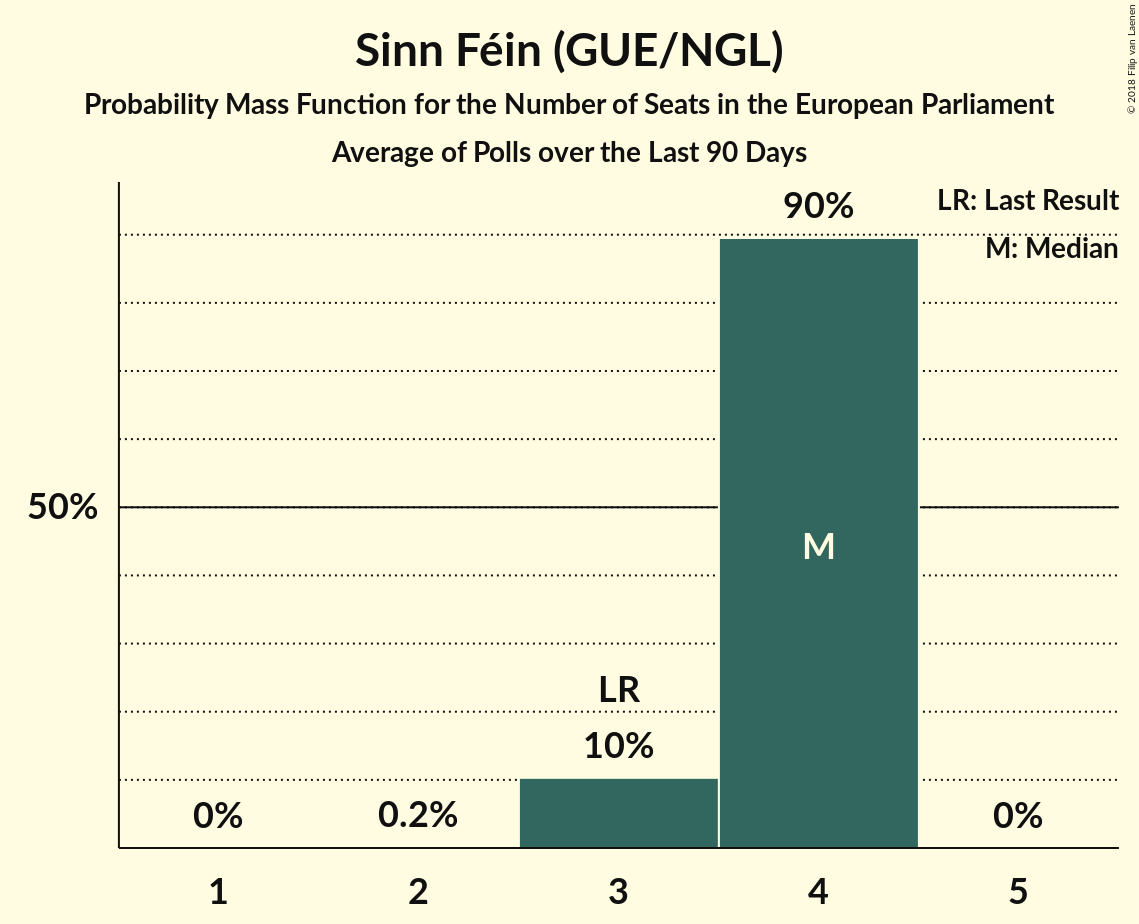 Sinn Féin (GUE/NGL)
Probability Mass Function for the Number of Seats in the European Parliament
Average of Polls over the Last 90 Days
© 2018 Filip van Laenen
LR: Last Result
M: Median
90%
50%
M
LR
10%
0%
0.2%
0%
1
2
3
4
5